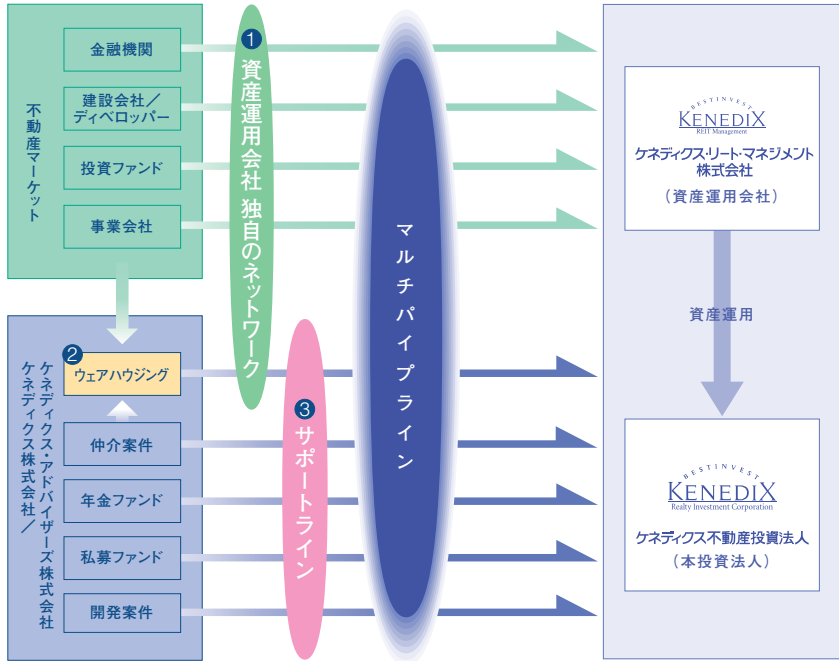 不動産マーケット
金融機関
建設会社／
ディベロッパー
投資ファンド
事業会社
ケネディクス・アドバイザーズ株式会社
ケネディクス株式会社／
2
ウェアハウジング
仲介案件
年金ファンド
私募ファンド
開発案件
1
資産運用会社 独自のネットワーク
3
サポートライン
マルチパイプライン
BESTINVEST
KENEDIX
REIT Management
ケネディクス・リート・マネジメント
株式会社
（資産運用会社）
資産運用
BESTINVEST
KENEDIX
Realty Investment Corporation
ケネディクス不動産投資法人
（本投資法人）